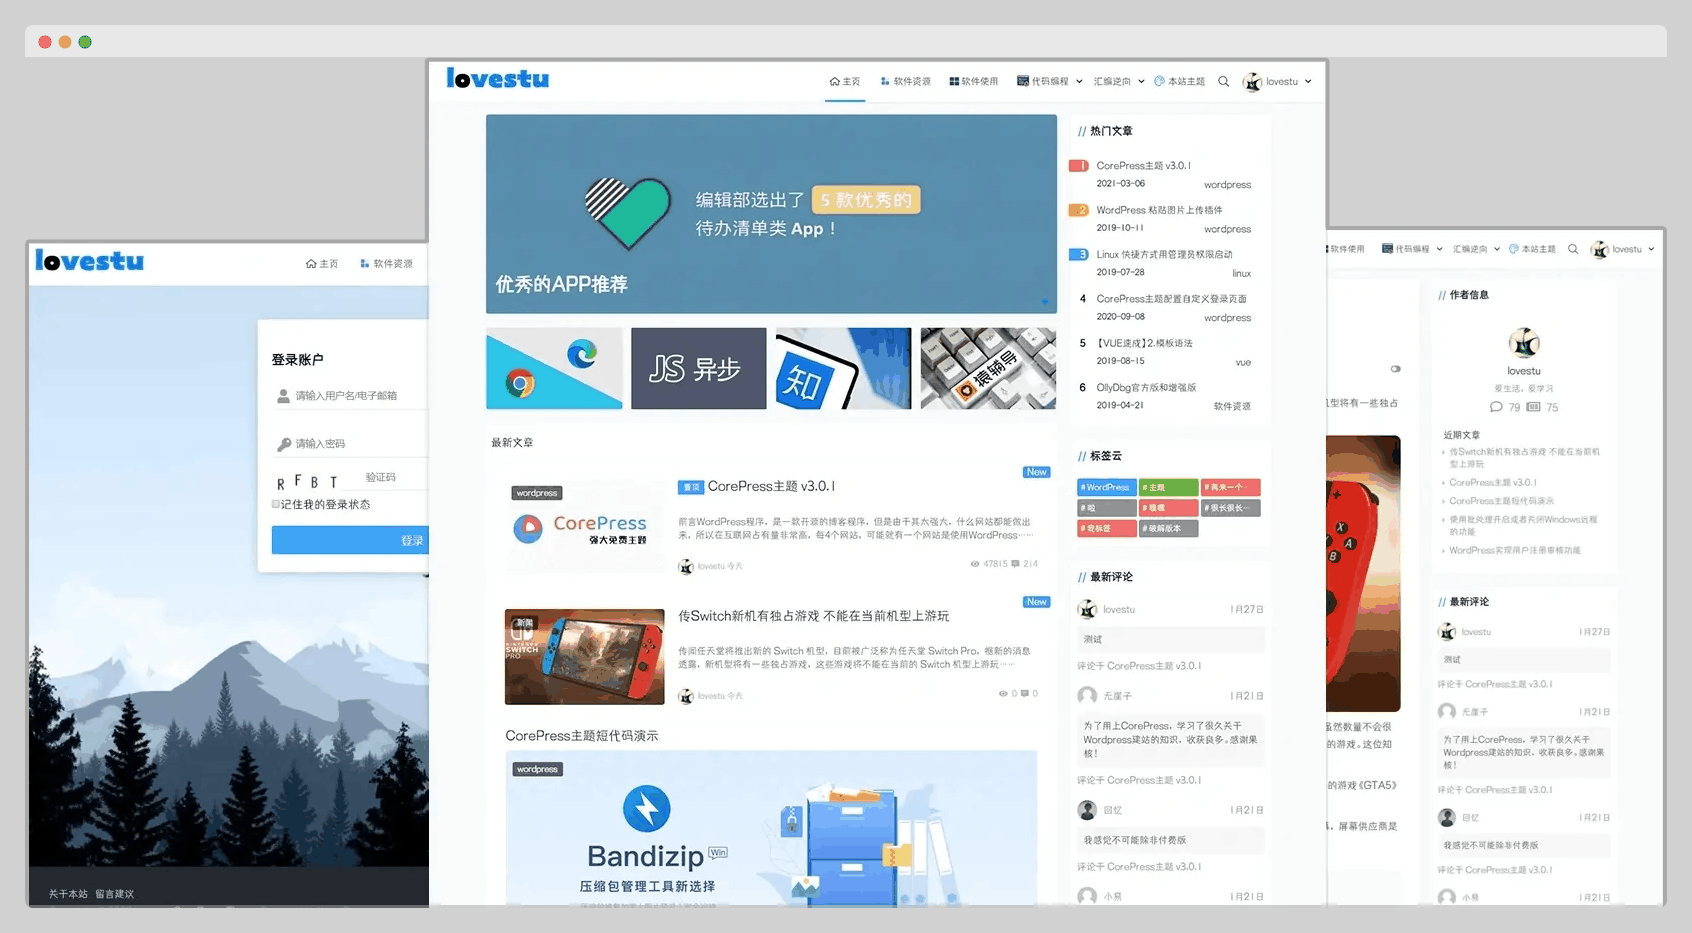 lovestu
主页
软件资源
软件使用
代码编程
汇编逆向
本站主题
lovestu
编辑部选出了 5 款优秀的
待办清单类 App！
优秀的APP推荐
JS 异步
知
猿辅导
最新文章
New
wordpress
CorePress
强大免费主题
置顶 CorePress主题 v3.0.1
前言WordPress程序，是一款开源的博客程序，但是由于其太强大，什么网站都能做出
来，所以在互联网占有量非常高，每4个网站，可能就有一个网站是使用WordPress……
lovestu 今天
47815 214
New
新闻
NINTENDO
SWITCH
PRO
传Switch新机有独占游戏 不能在当前机型上游玩
传闻任天堂将推出新的 Switch 机型，目前被广泛称为任天堂 Switch Pro，据新的消息
透露，新机型将有一些独占游戏，这些游戏将不能在当前的 Switch 机型上游玩……
lovestu 今天
0 0
CorePress主题短代码演示
wordpress
Bandizip Win
压缩包管理工具新选择
// 热门文章
1 CorePress主题 v3.0.1
2021-03-06 wordpress
2 WordPress 粘贴图片上传插件
2019-10-11 wordpress
3 Linux 快捷方式用管理员权限启动
2019-07-28 linux
4 CorePress主题配置自定义登录页面
2020-09-08 wordpress
5 【VUE速成】2.模板语法
2019-08-15 vue
6 OllyDbg官方版和增强版
2019-04-21 软件资源
// 标签云
# WordPress # 主题 # 再来一个…
# 啦 # 嘿嘿 # 很长很长…
# 我标签 # 破解版本
// 最新评论
lovestu 1月27日
测试
评论于 CorePress主题 v3.0.1
无崖子 1月21日
为了用上CorePress，学习了很久关于
Wordpress建站的知识，收获良多。感谢果
核！
评论于 CorePress主题 v3.0.1
回忆 1月21日
我感觉不可能除非付费版
评论于 CorePress主题 v3.0.1
小易 1月21日
lovestu
主页
软件资源
登录账户
请输入用户名/电子邮箱
请输入密码
RFBT 验证码
记住我的登录状态
登录
关于本站 留言建议
软件使用
代码编程
汇编逆向
本站主题
lovestu
型将有一些独占
X
A
B
虽然数量不会很
的游戏。这位知
的游戏《GTA5》
，屏幕供应商是
// 作者信息
lovestu
爱生活，爱学习
79 75
近期文章
传Switch新机有独占游戏 不能在当前机
型上游玩
CorePress主题 v3.0.1
CorePress主题短代码演示
使用批处理开启或者关闭Windows远程
的功能
WordPress实现用户注册审核功能
// 最新评论
lovestu 1月27日
测试
评论于 CorePress主题 v3.0.1
无崖子 1月21日
为了用上CorePress，学习了很久关于
Wordpress建站的知识，收获良多。感谢果
核！
评论于 CorePress主题 v3.0.1
回忆 1月21日
我感觉不可能除非付费版
评论于 CorePress主题 v3.0.1
小易 1月21日